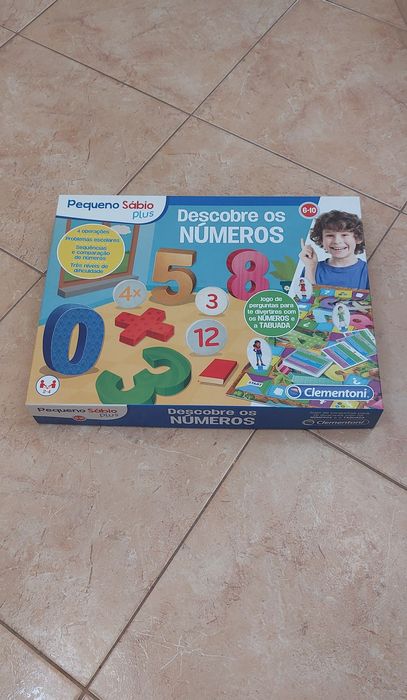 Pequeno Sábio
plus
Descobre os
NÚMEROS
6-10
4 operações
Problemas escolares
Sequências
e comparação
de números
Três níveis de
dificuldade
5
8
4×
3
0
12
3
Jogo de
perguntas para
te divertires com
os NÚMEROS e
a TABUADA
2-4
Clementoni
Pequeno Sábio
plus
Descobre os
NÚMEROS
Clementoni